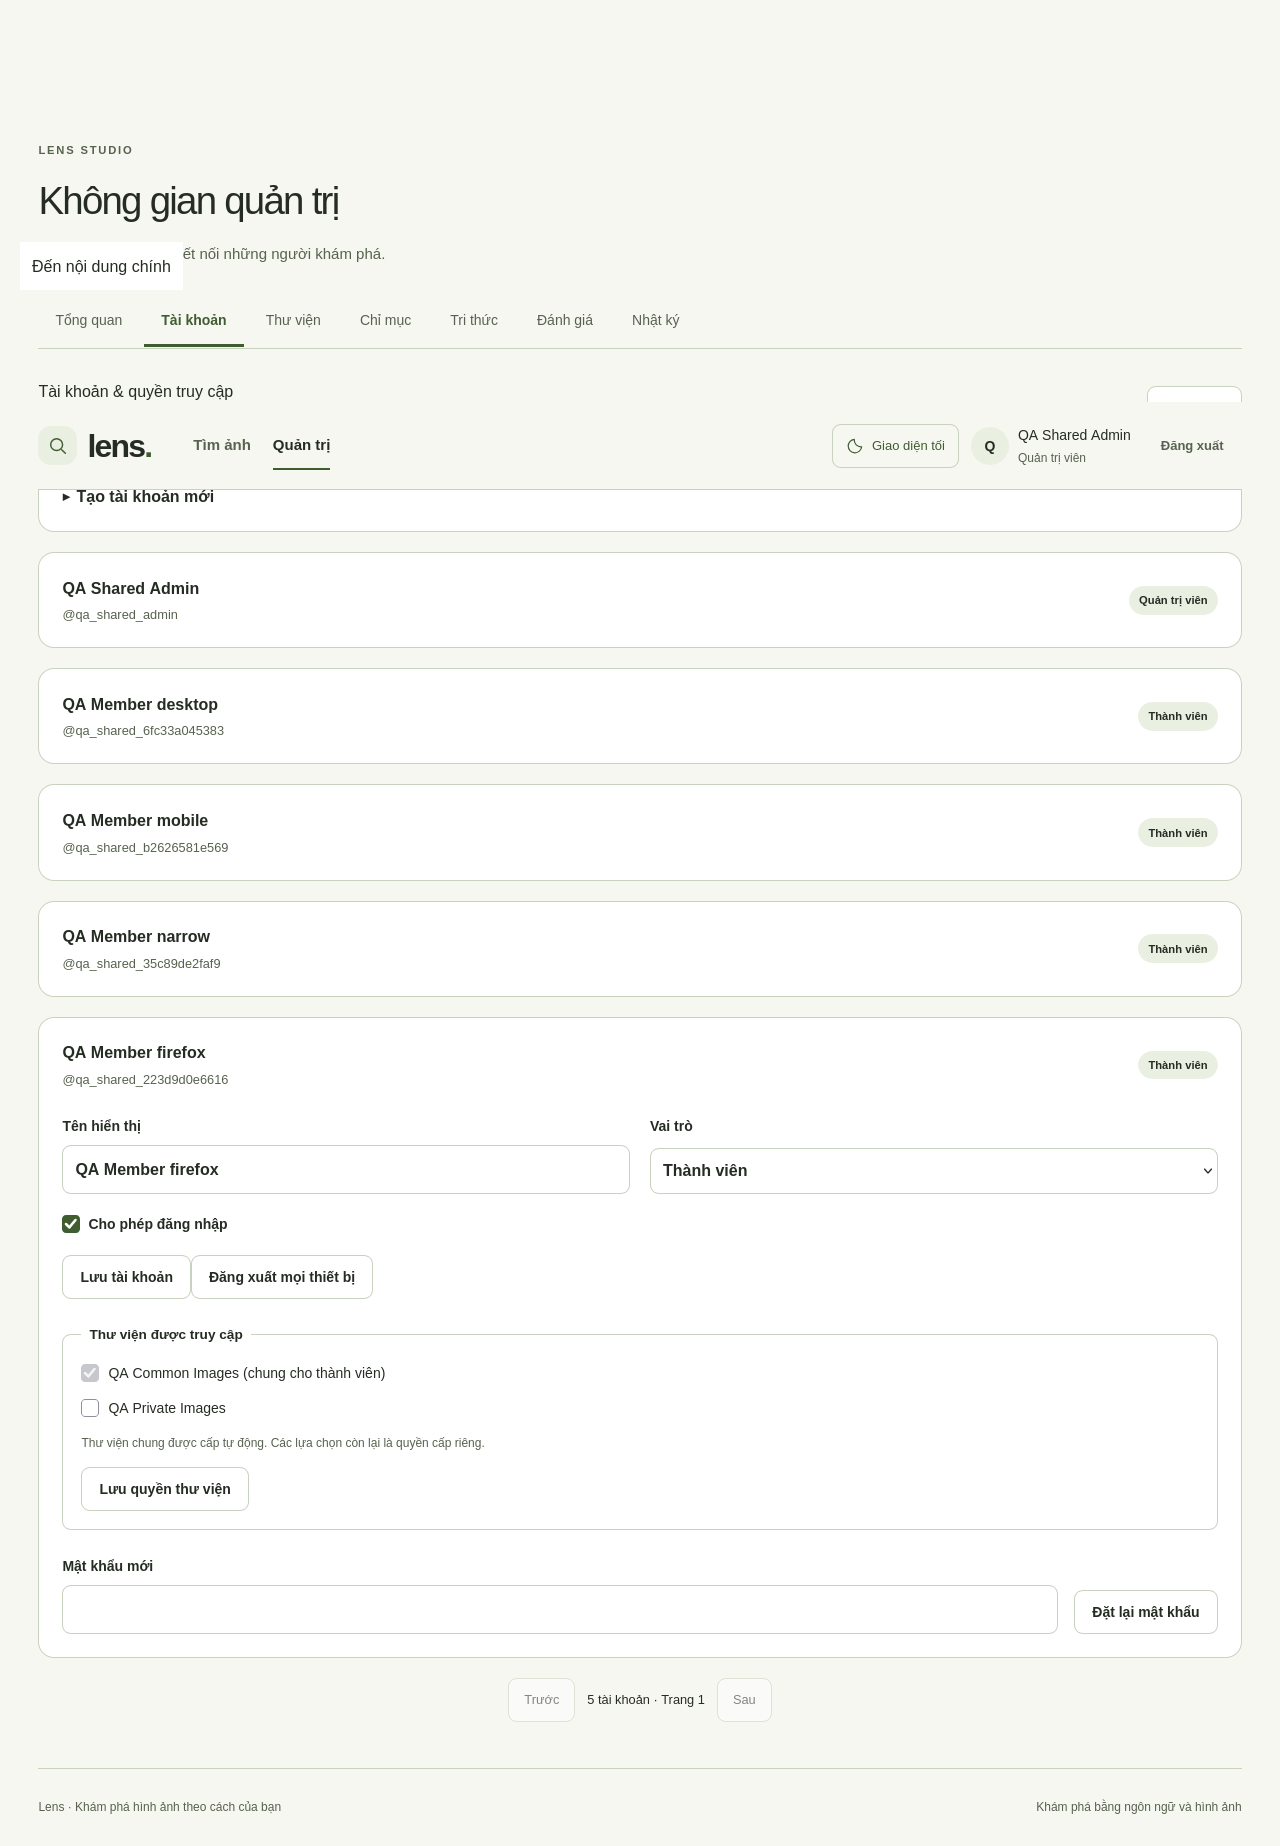 LENS STUDIO
Không gian quản trị
ết nối những người khám phá.
Đến nội dung chính
Tổng quan
Tài khoản
Thư viện
Chỉ mục
Tri thức
Đánh giá
Nhật ký
Tài khoản & quyền truy cập
lens.
Tìm ảnh
Quản trị
Giao diện tối
Q
QA Shared Admin
Quản trị viên
Đăng xuất
▸ Tạo tài khoản mới
QA Shared Admin
@qa_shared_admin
Quản trị viên
QA Member desktop
@qa_shared_6fc33a045383
Thành viên
QA Member mobile
@qa_shared_b2626581e569
Thành viên
QA Member narrow
@qa_shared_35c89de2faf9
Thành viên
QA Member firefox
@qa_shared_223d9d0e6616
Thành viên
Tên hiển thị
QA Member firefox
Vai trò
Thành viên
Cho phép đăng nhập
Lưu tài khoản
Đăng xuất mọi thiết bị
Thư viện được truy cập
QA Common Images (chung cho thành viên)
QA Private Images
Thư viện chung được cấp tự động. Các lựa chọn còn lại là quyền cấp riêng.
Lưu quyền thư viện
Mật khẩu mới
Đặt lại mật khẩu
Trước
5 tài khoản · Trang 1
Sau
Lens · Khám phá hình ảnh theo cách của bạn
Khám phá bằng ngôn ngữ và hình ảnh